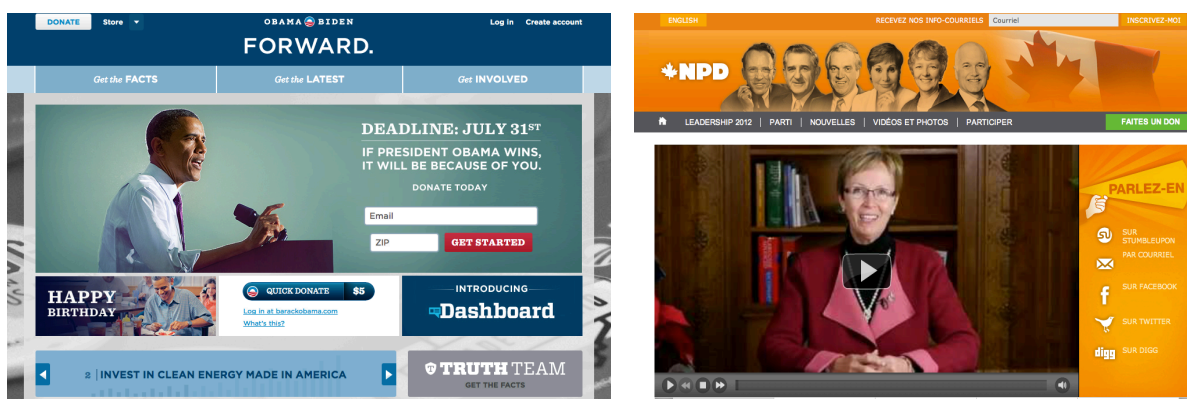 DONATE
Store
OBAMA BIDEN
Log in
Create account
FORWARD.
Get the FACTS
Get the LATEST
Get INVOLVED
DEADLINE: JULY 31ST
IF PRESIDENT OBAMA WINS,
IT WILL BE BECAUSE OF YOU.
DONATE TODAY
Email
ZIP
GET STARTED
HAPPY
BIRTHDAY
QUICK DONATE
$5
Log in at barackobama.com
What's this?
INTRODUCING
Dashboard
2 | INVEST IN CLEAN ENERGY MADE IN AMERICA
TRUTH TEAM
GET THE FACTS
ENGLISH
RECEVEZ NOS INFO-COURRIELS
Courriel
INSCRIVEZ-MOI
NPD
LEADERSHIP 2012 | PARTI | NOUVELLES | VIDÉOS ET PHOTOS | PARTICIPER
FAITES UN DON
PARLEZ-EN
SUR
STUMBLEUPON
PAR COURRIEL
SUR FACEBOOK
SUR TWITTER
digg
SUR DIGG